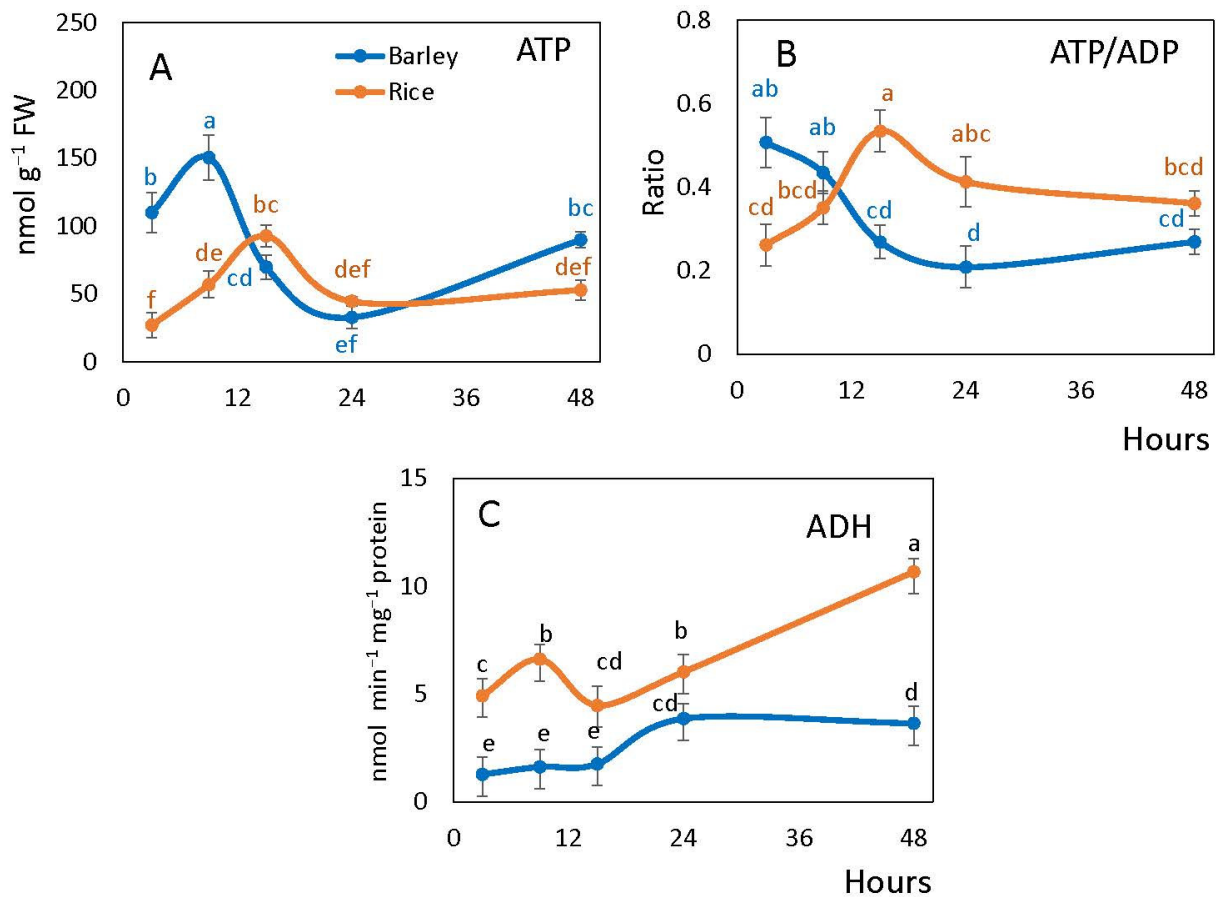 A
ATP
Barley
Rice
nmol g⁻¹ FW
250
200
150
100
50
0
b
a
cd
ef
bc
f
de
bc
def
def
0 12 24 36 48
B
ATP/ADP
Ratio
0.8
0.6
0.4
0.2
0
ab
ab
cd
d
cd
cd
bcd
a
abc
bcd
0 12 24 36 48
Hours
C
ADH
nmol min⁻¹ mg⁻¹ protein
15
10
5
0
c
b
cd
b
a
e
e
e
cd
d
0 12 24 36 48
Hours